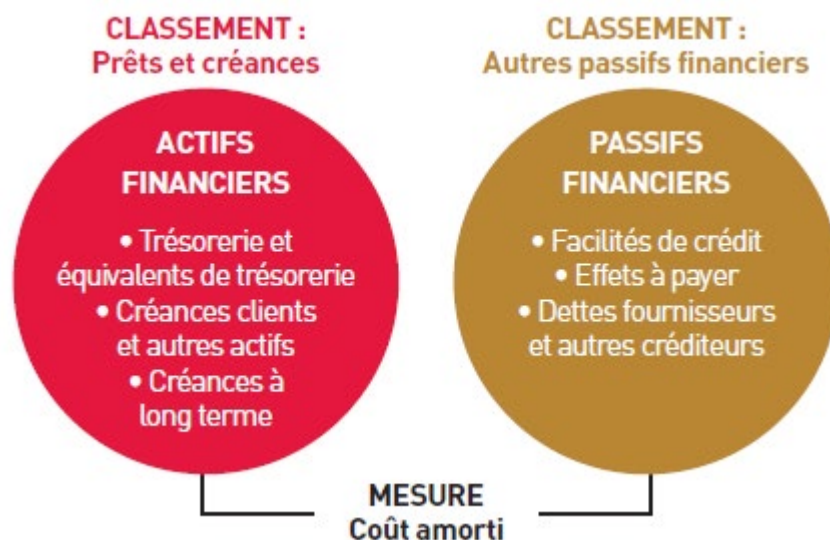 CLASSEMENT :
Prêts et créances
ACTIFS
FINANCIERS
• Trésorerie et
équivalents de trésorerie
• Créances clients
et autres actifs
• Créances à
long terme
CLASSEMENT :
Autres passifs financiers
PASSIFS
FINANCIERS
• Facilités de crédit
• Effets à payer
• Dettes fournisseurs
et autres créditeurs
MESURE
Coût amorti